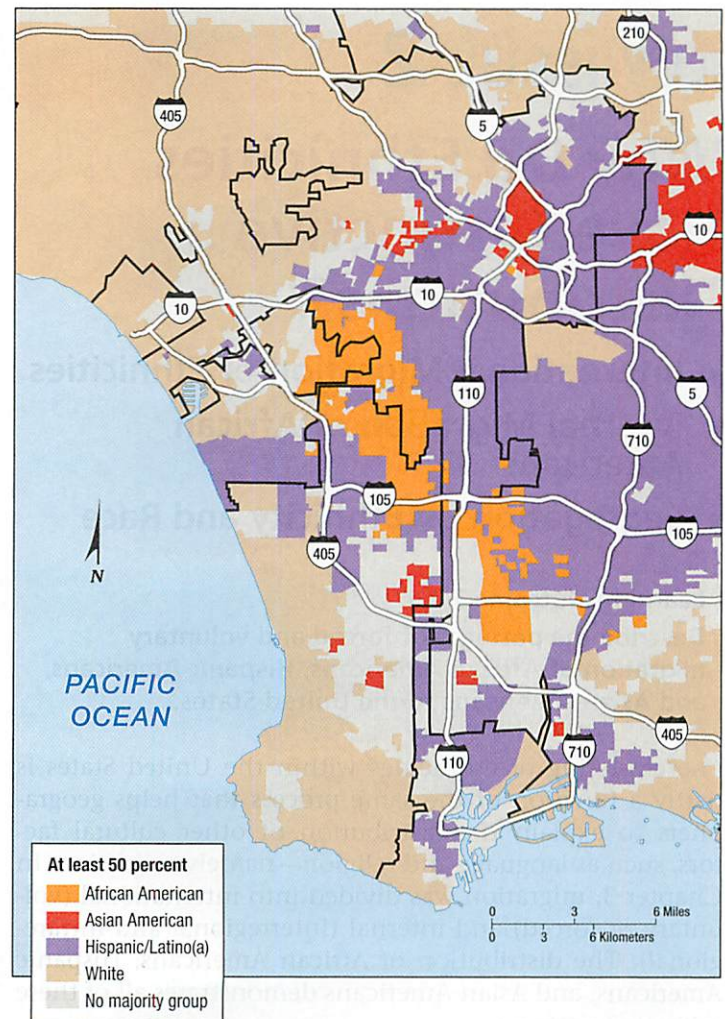 210
405
5
10
10
10
110
5
710
105
105
405
N
PACIFIC
OCEAN
405
110
710
At least 50 percent
African American
Asian American
Hispanic/Latino(a)
White
No majority group
0 3 6 Miles
0 3 6 Kilometers